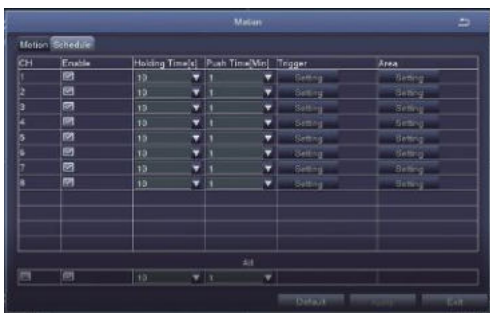 Motion
Motion Schedule
CH Enable Holding Time[s] Push Time[Min] Trigger Area
1 10 1 Setting Setting
2 10 1 Setting Setting
3 10 1 Setting Setting
4 10 1 Setting Setting
5 10 1 Setting Setting
6 10 1 Setting Setting
7 10 1 Setting Setting
8 10 1 Setting Setting
All
10 1
Default Apply Exit